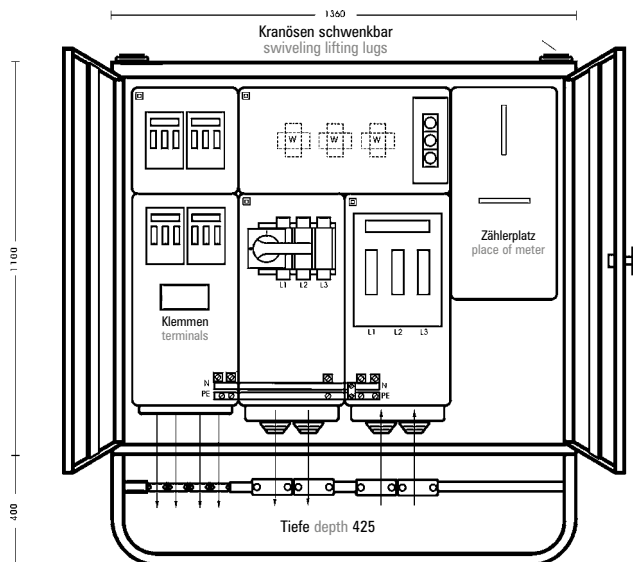 1360
Kranösen schwenkbar
swiveling lifting lugs
W W W
1100
Zählerplatz
place of meter
L1 L2 L3
Klemmen
terminals
L1 L2 L3
N N
PE PE
400
Tiefe depth 425